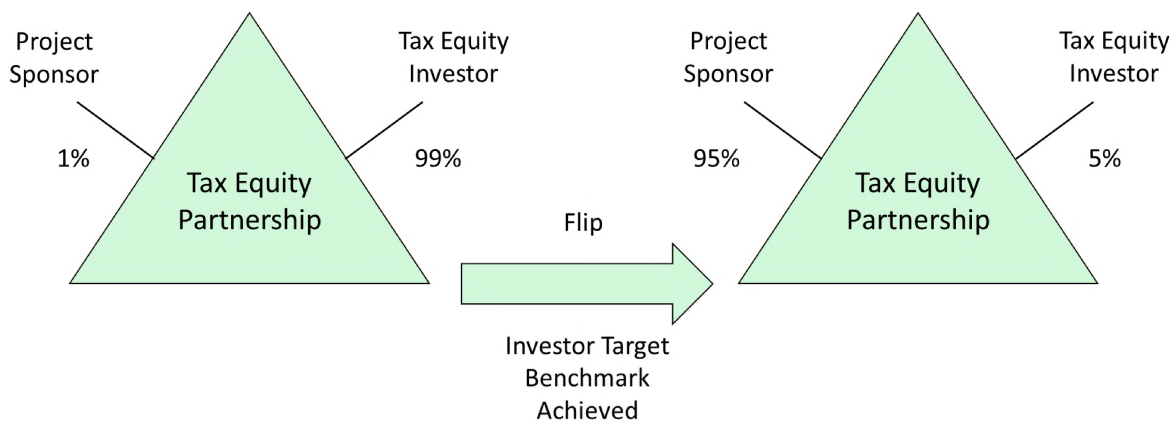 Project
Sponsor
1%
Tax Equity
Investor
99%
Tax Equity
Partnership
Flip
Investor Target
Benchmark
Achieved
Project
Sponsor
95%
Tax Equity
Investor
5%
Tax Equity
Partnership